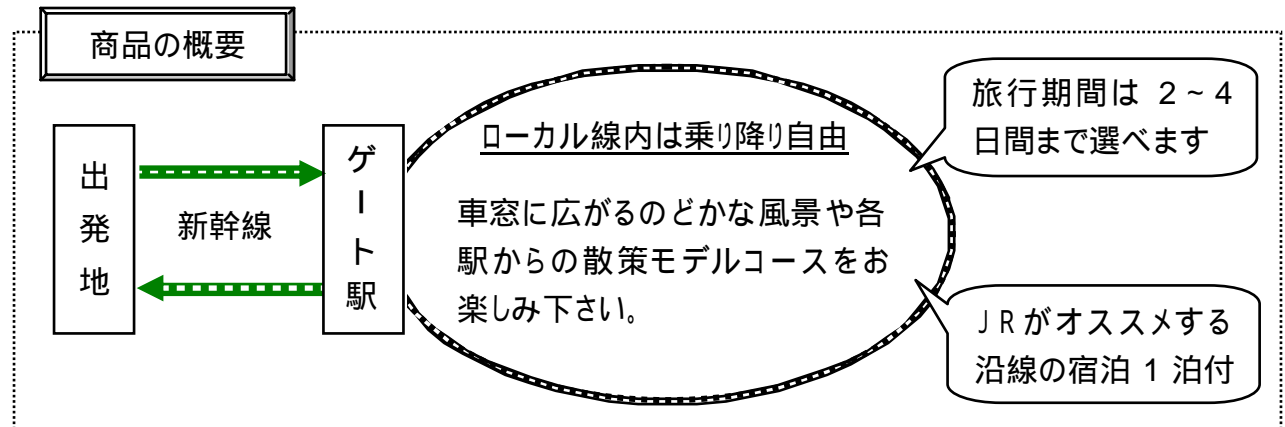 商品の概要
出発地
新幹線
ゲート駅
ローカル線内は乗り降り自由
車窓に広がるのどかな風景や各
駅からの散策モデルコースをお
楽しみ下さい。
旅行期間は 2~4
日間まで選べます
JRがオススメする
沿線の宿泊 1 泊付